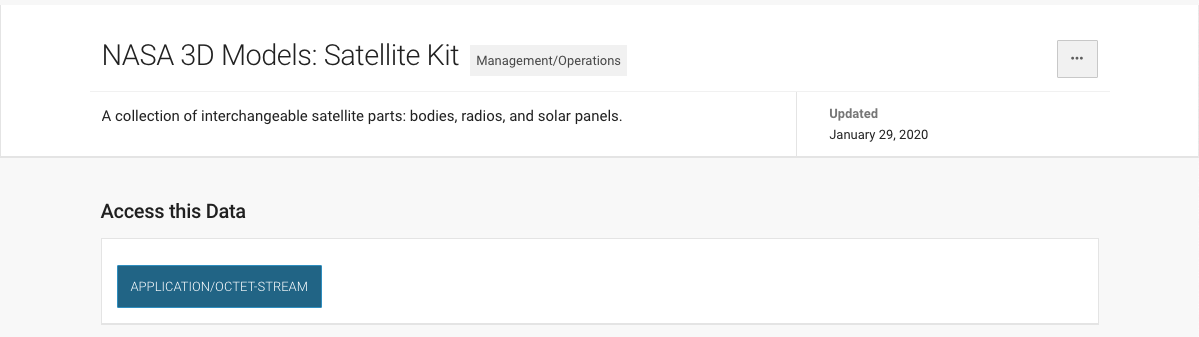 NASA 3D Models: Satellite Kit Management/Operations
...
A collection of interchangeable satellite parts: bodies, radios, and solar panels.
Updated
January 29, 2020
Access this Data
APPLICATION/OCTET-STREAM